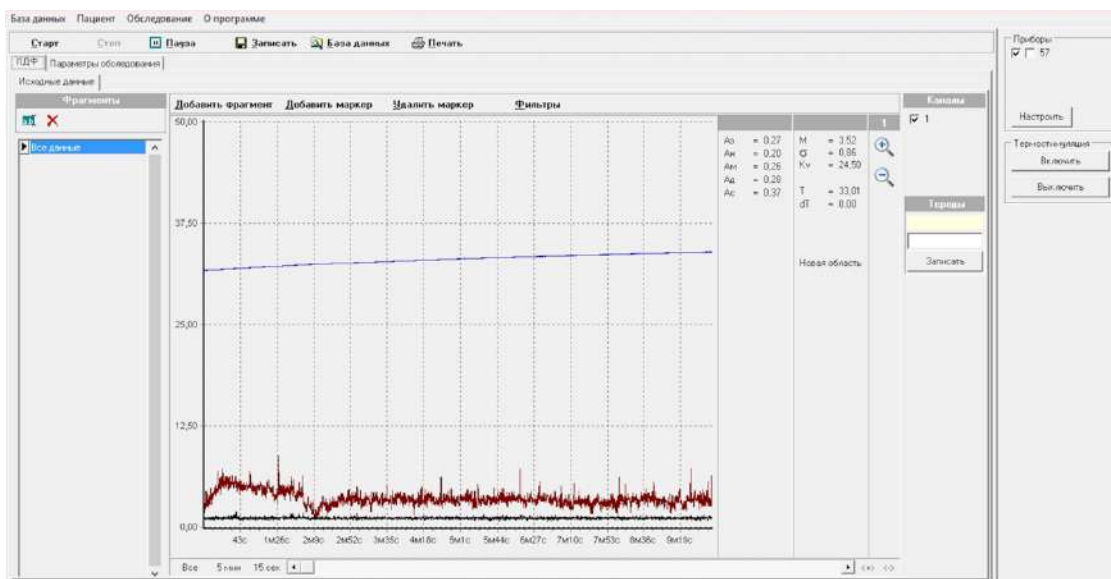 База данных Пациент Обследование О программе
Старт Стоп Пауза Записать База данных Печать
ЛДФ Параметры обследования
Исходные данные
Фрагменты
Все данные
Добавить фрагмент Добавить маркер Удалить маркер Фильтры
50,00
37,50
25,00
12,50
0,00
43с 1м26с 2м9с 2м52с 3м35с 4м18с 5м1с 5м44с 6м27с 7м10с 7м53с 8м36с 9м19с
Все 5 мин 15 сек
Аэ = 0,27
Ан = 0,20
Ам = 0,26
Ад = 0,20
Ас = 0,37
М = 3,52
σ = 0,86
Kv = 24,50
T = 33,01
dT = 0.00
Новая область
1
Каналы
1
Записать
Приборы
57
Настроить
Термостимуляция
Включить
Выключить